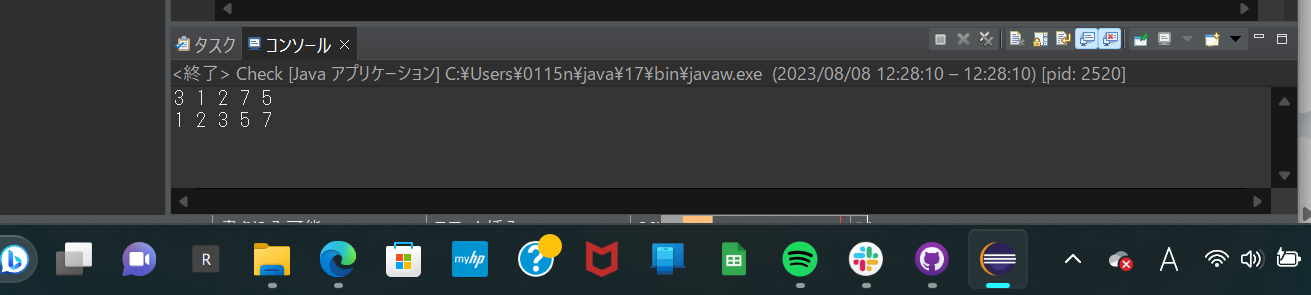 タスク コンソール
<終了> Check [Java アプリケーション] C:¥Users¥0115n¥java¥17¥bin¥javaw.exe (2023/08/08 12:28:10 – 12:28:10) [pid: 2520]
3 1 2 7 5
1 2 3 5 7
R myhp ? A